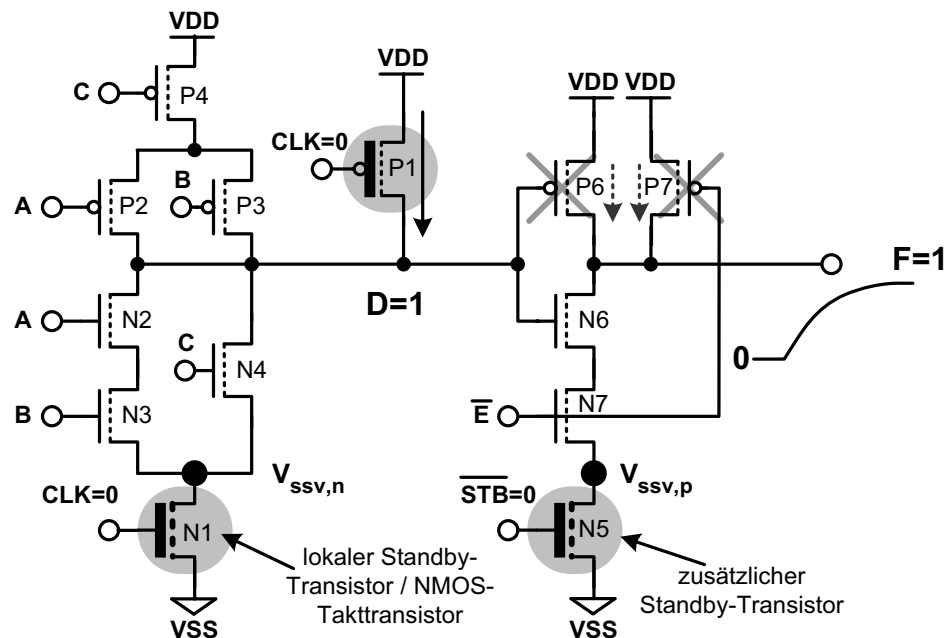 VDD
C
P4
VDD
CLK=0
P1
VDD
VDD
A
P2
B
P3
P6
P7
D=1
F=1
0
A
N2
C
N4
N6
B
N3
E̅
N7
V_ssv,n
V_ssv,p
CLK=0
N1
S̅T̅B̅=0
N5
lokaler Standby-
Transistor / NMOS-
Takttransistor
zusätzlicher
Standby-Transistor
VSS
VSS